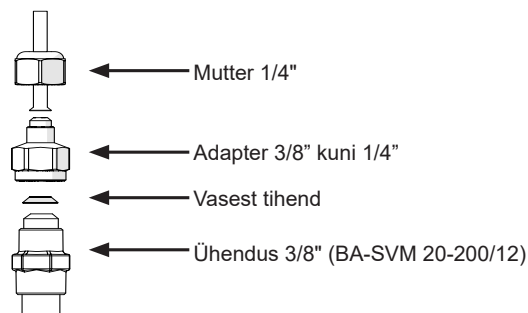 Mutter 1/4"
Adapter 3/8” kuni 1/4”
Vasest tihend
Ühendus 3/8" (BA-SVM 20-200/12)